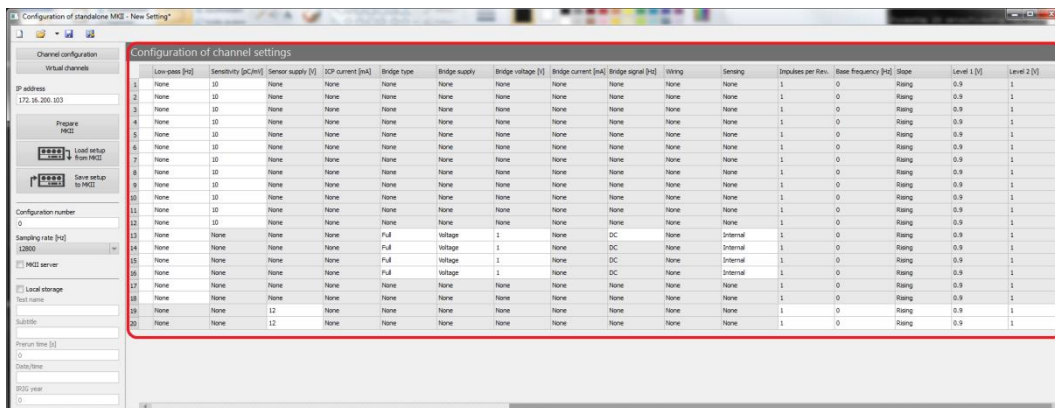 Configuration of standalone MKII - New Setting*
Channel configuration
Virtual channels
IP address
172.16.200.103
Prepare
MKII
Load setup
from MKII
Save setup
to MKII
Configuration number
0
Sampling rate [Hz]
12800
MKII server
Local storage
Test name
Subtitle
Prerun time [s]
0
Date/time
IRIG year
0
Configuration of channel settings
Low-pass [Hz] Sensitivity [pC/mV] Sensor supply [V] ICP current [mA] Bridge type Bridge supply Bridge voltage [V] Bridge current [mA] Bridge signal [Hz] Wiring Sensing Impulses per Rev. Base frequency [Hz] Slope Level 1 [V] Level 2 [V]
1 None 10 None None None None None None None None None 1 0 Rising 0.9 1
2 None 10 None None None None None None None None None 1 0 Rising 0.9 1
3 None 10 None None None None None None None None None 1 0 Rising 0.9 1
4 None 10 None None None None None None None None None 1 0 Rising 0.9 1
5 None 10 None None None None None None None None None 1 0 Rising 0.9 1
6 None 10 None None None None None None None None None 1 0 Rising 0.9 1
7 None 10 None None None None None None None None None 1 0 Rising 0.9 1
8 None 10 None None None None None None None None None 1 0 Rising 0.9 1
9 None 10 None None None None None None None None None 1 0 Rising 0.9 1
10 None 10 None None None None None None None None None 1 0 Rising 0.9 1
11 None 10 None None None None None None None None None 1 0 Rising 0.9 1
12 None 10 None None None None None None None None None 1 0 Rising 0.9 1
13 None None None None Full Voltage 1 None DC None Internal 1 0 Rising 0.9 1
14 None None None None Full Voltage 1 None DC None Internal 1 0 Rising 0.9 1
15 None None None None Full Voltage 1 None DC None Internal 1 0 Rising 0.9 1
16 None None None None Full Voltage 1 None DC None Internal 1 0 Rising 0.9 1
17 None None None None None None None None None None None 1 0 Rising 0.9 1
18 None None None None None None None None None None None 1 0 Rising 0.9 1
19 None None 12 None None None None None None None None 1 0 Rising 0.9 1
20 None None 12 None None None None None None None None 1 0 Rising 0.9 1